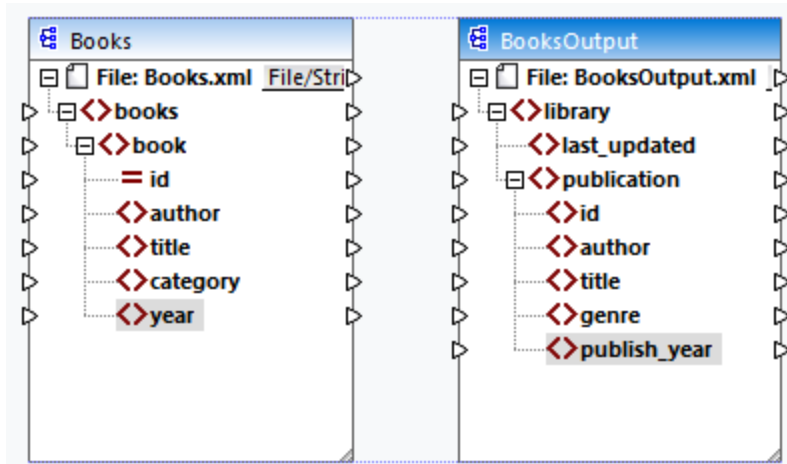 Books
File: Books.xml File/Stri
books
book
id
author
title
category
year
BooksOutput
File: BooksOutput.xml
library
last_updated
publication
id
author
title
genre
publish_year